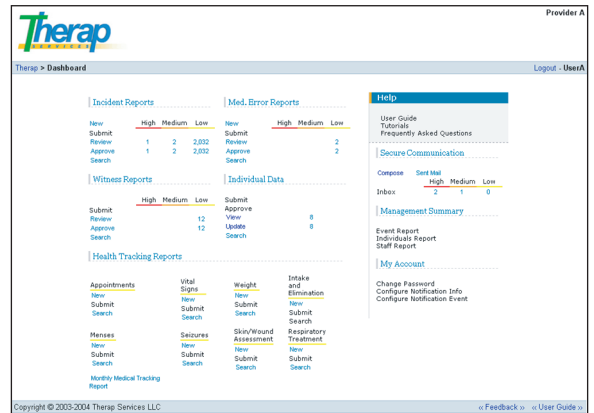 Provider A
Therap
SERVICES
Therap > Dashboard
Logout - UserA
Incident Reports
High Medium Low
New
Submit
Review 1 2 2,032
Approve 1 2 2,032
Search
Med. Error Reports
High Medium Low
New
Submit
Review 2
Approve 2
Search
Witness Reports
High Medium Low
Submit
Review 12
Approve 12
Search
Individual Data
Submit
Approve
View 8
Update 8
Search
Health Tracking Reports
Appointments
New
Submit
Search
Vital
Signs
New
Submit
Search
Weight
New
Submit
Search
Intake
and
Elimination
New
Submit
Search
Menses
New
Submit
Search
Seizures
New
Submit
Search
Skin/Wound
Assessment
New
Submit
Search
Respiratory
Treatment
New
Submit
Search
Monthly Medical Tracking
Report
Help
User Guide
Tutorials
Frequently Asked Questions
Secure Communication
Compose Sent Mail
High Medium Low
Inbox 2 1 0
Management Summary
Event Report
Individuals Report
Staff Report
My Account
Change Password
Configure Notification Info
Configure Notification Event
Copyright © 2003-2004 Therap Services LLC
« Feedback » « User Guide »